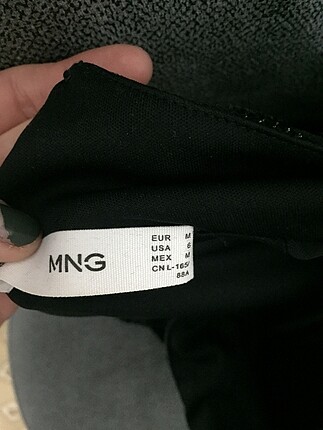 MNG
EUR M
USA 6
MEX M
CN L-165/
88A